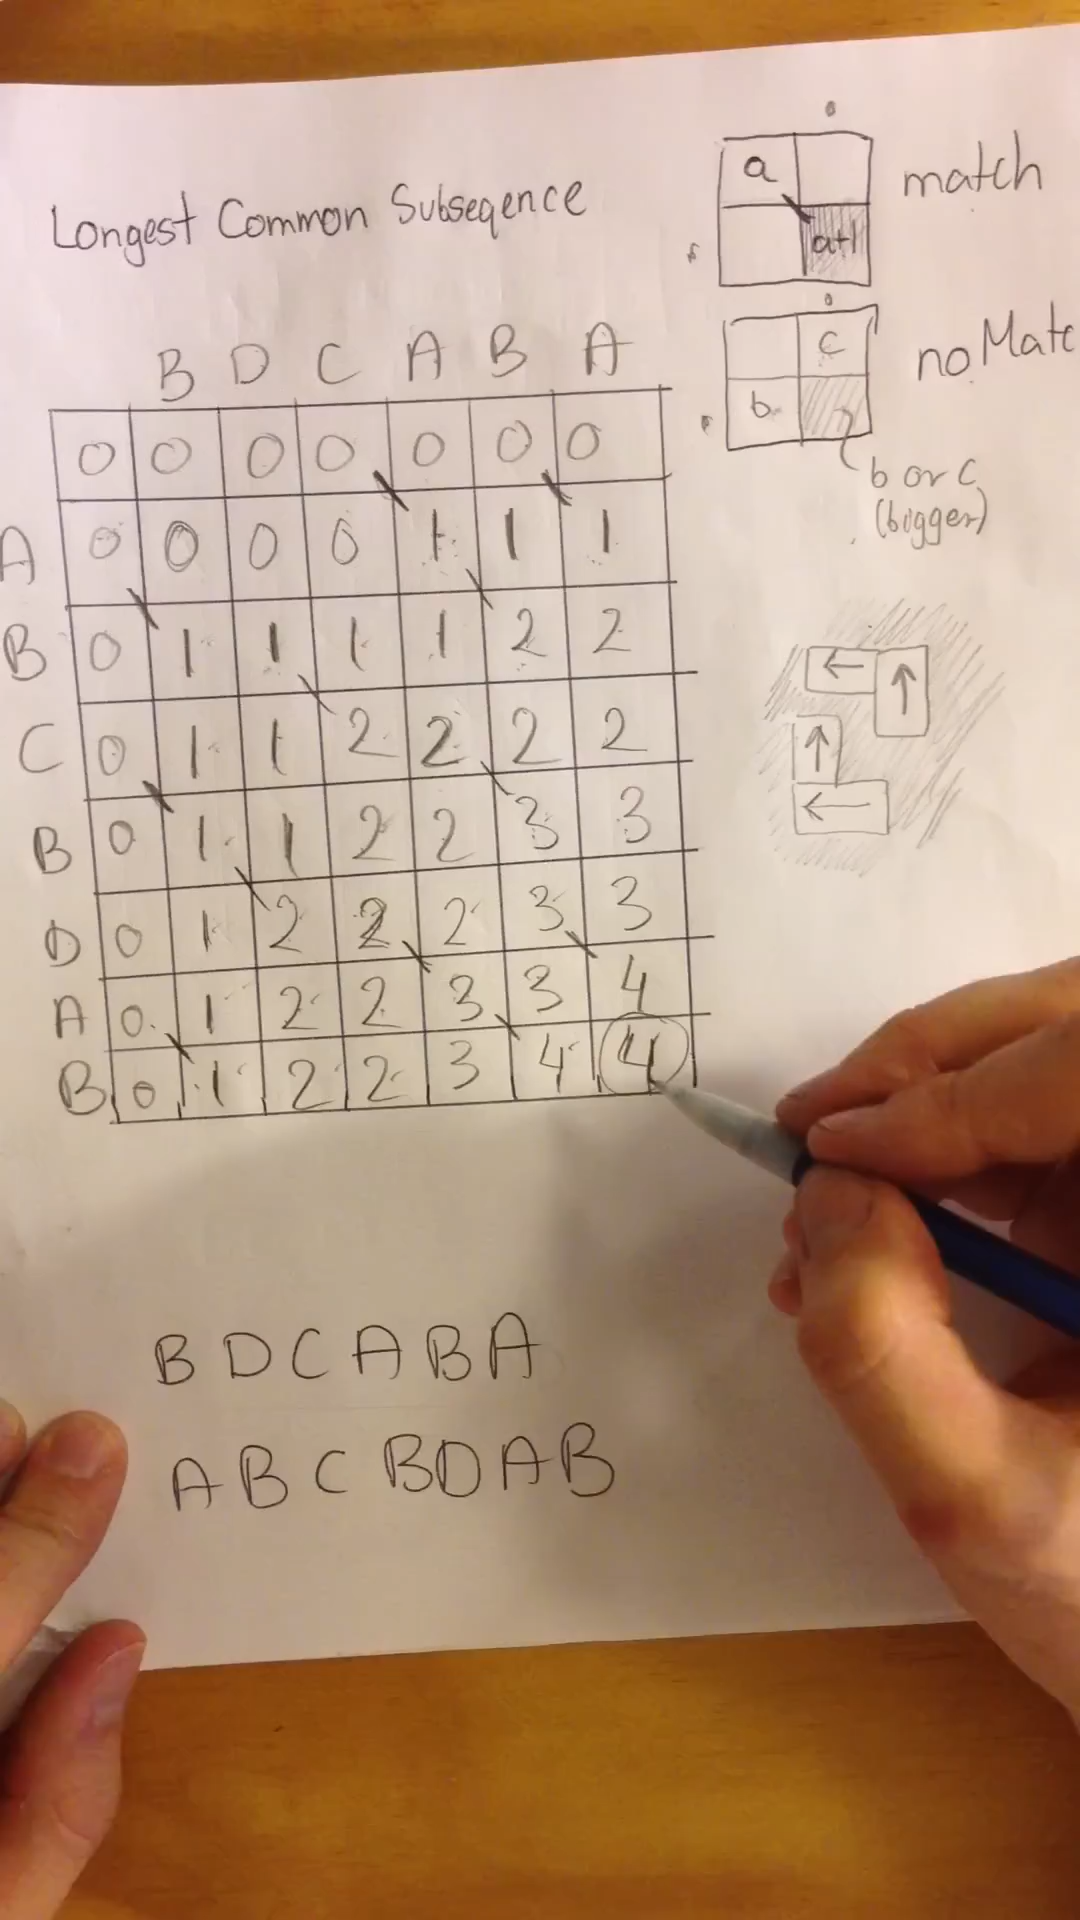 Longest Common Subseqence
a
match
a+1
c
no Matc
b
b or c
(bigger)
B D C A B A
0 0 0 0 0 0 0
A 0 0 0 0 1 1 1
B 0 1 1 1 1 2 2
C 0 1 1 2 2 2 2
B 0 1 1 2 2 3 3
D 0 1 2 2 2 3 3
A 0 1 2 2 3 3 4
B 0 1 2 2 3 4 4
← ↑
↑
←
B D C A B A
A B C B D A B